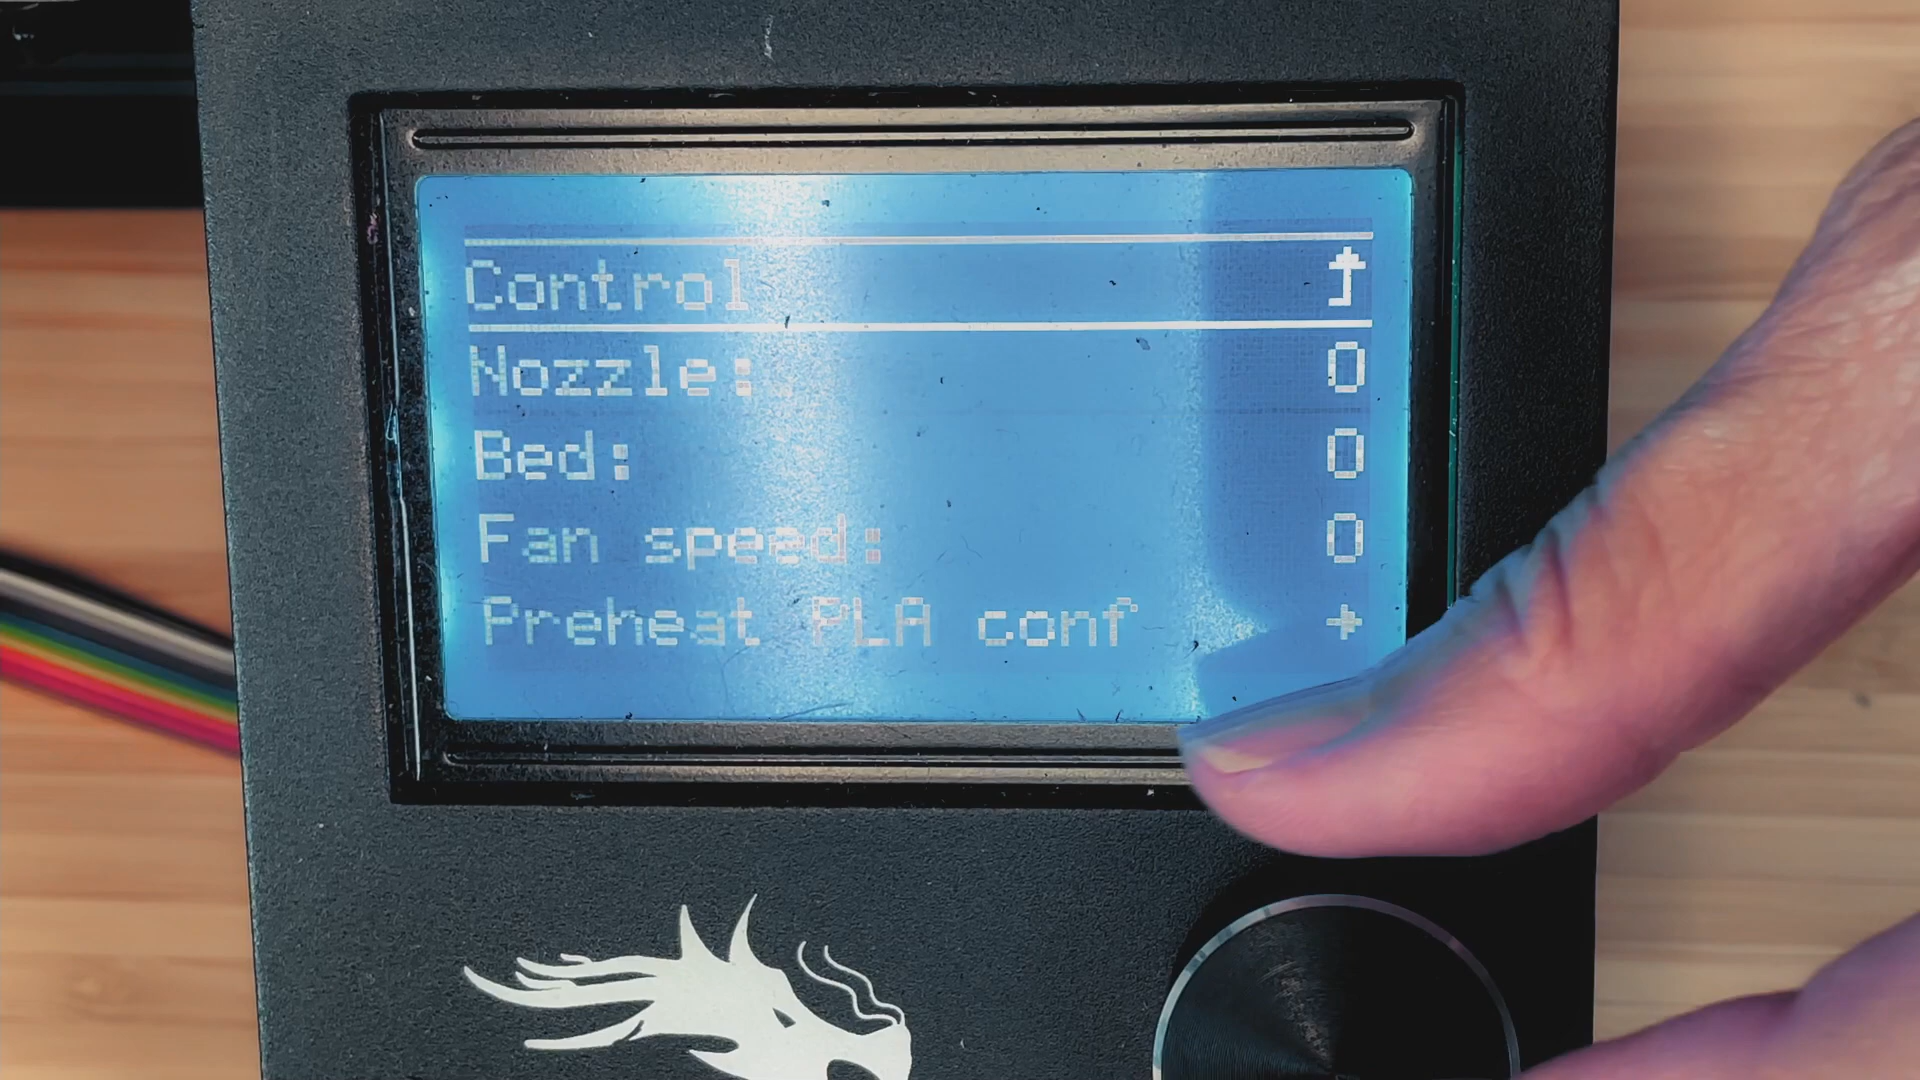 Control
Nozzle: 0
Bed: 0
Fan speed: 0
Preheat PLA conf